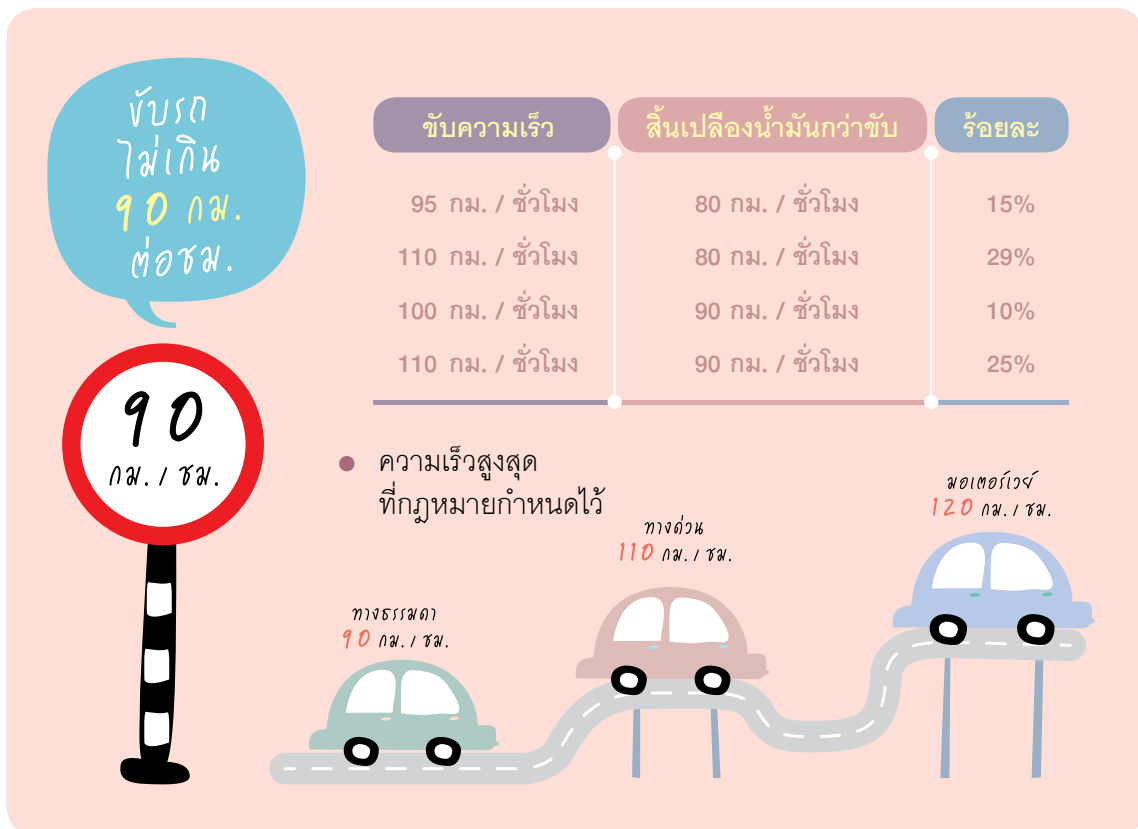 ขับรถ
ไม่เกิน
90 กม.
ต่อชม.
90
กม. / ชม.
ขับความเร็ว สิ้นเปลืองน้ำมันกว่าขับ ร้อยละ
95 กม. / ชั่วโมง 80 กม. / ชั่วโมง 15%
110 กม. / ชั่วโมง 80 กม. / ชั่วโมง 29%
100 กม. / ชั่วโมง 90 กม. / ชั่วโมง 10%
110 กม. / ชั่วโมง 90 กม. / ชั่วโมง 25%
● ความเร็วสูงสุด
ที่กฎหมายกำหนดไว้
ทางธรรมดา
90 กม. / ชม.
ทางด่วน
110 กม. / ชม.
มอเตอร์เวย์
120 กม. / ชม.